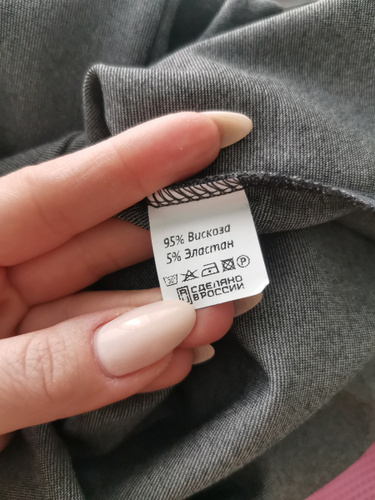 95% Вискоза
5% Эластан
СДЕЛАНО
В РОССИИ